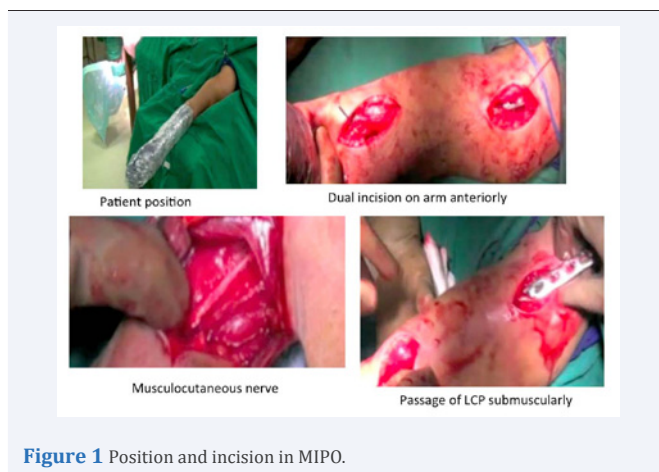 Patient position
Dual incision on arm anteriorly
Musculocutaneous nerve
Passage of LCP submuscularly
Figure 1 Position and incision in MIPO.